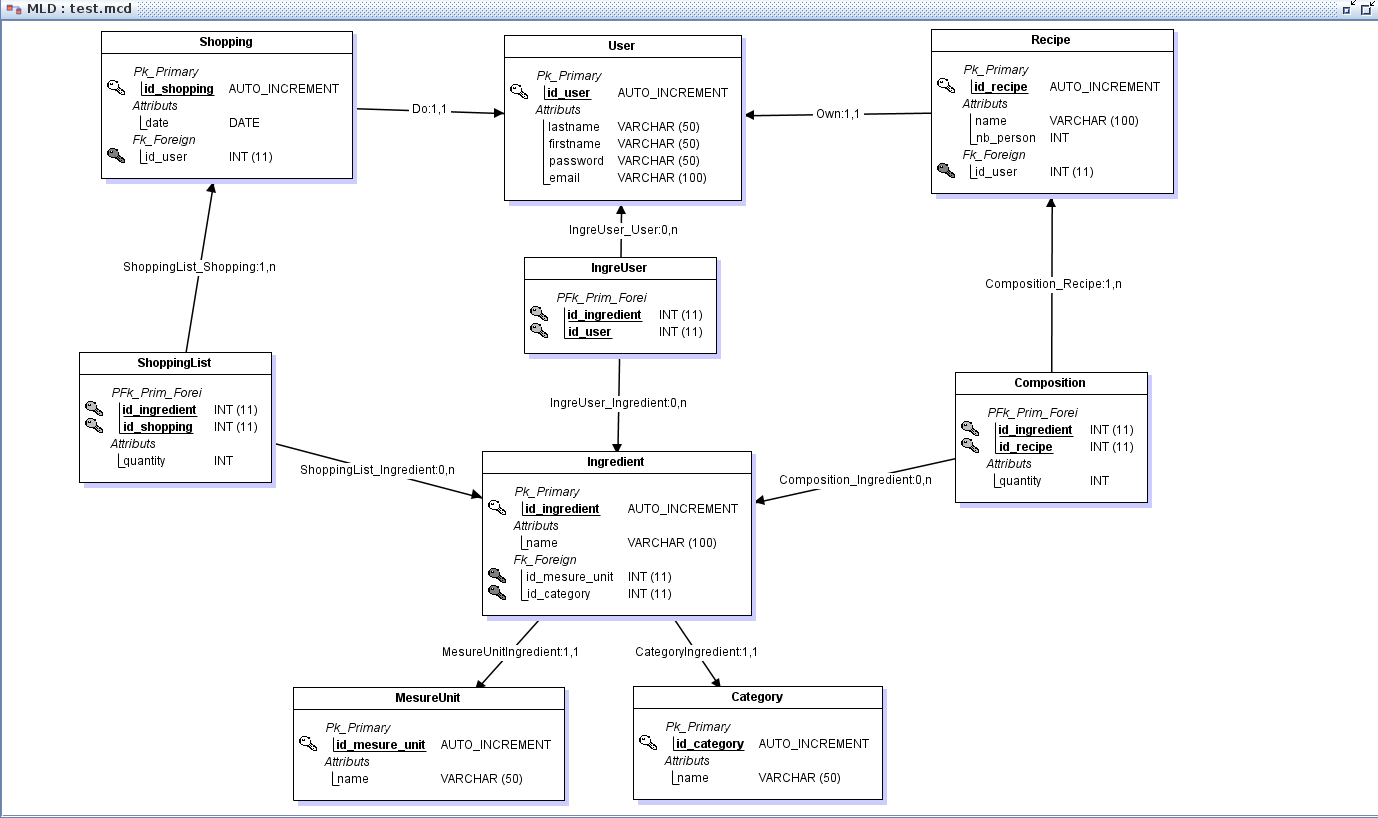 MLD : test.mcd
Shopping
Pk_Primary
id_shopping AUTO_INCREMENT
Attributs
date DATE
Fk_Foreign
id_user INT (11)
Do:1,1
User
Pk_Primary
id_user AUTO_INCREMENT
Attributs
lastname VARCHAR (50)
firstname VARCHAR (50)
password VARCHAR (50)
email VARCHAR (100)
Own:1,1
Recipe
Pk_Primary
id_recipe AUTO_INCREMENT
Attributs
name VARCHAR (100)
nb_person INT
Fk_Foreign
id_user INT (11)
ShoppingList_Shopping:1,n
IngreUser_User:0,n
Composition_Recipe:1,n
IngreUser
PFk_Prim_Forei
id_ingredient INT (11)
id_user INT (11)
ShoppingList
PFk_Prim_Forei
id_ingredient INT (11)
id_shopping INT (11)
Attributs
quantity INT
IngreUser_Ingredient:0,n
Composition
PFk_Prim_Forei
id_ingredient INT (11)
id_recipe INT (11)
Attributs
quantity INT
ShoppingList_Ingredient:0,n
Composition_Ingredient:0,n
Ingredient
Pk_Primary
id_ingredient AUTO_INCREMENT
Attributs
name VARCHAR (100)
Fk_Foreign
id_mesure_unit INT (11)
id_category INT (11)
MesureUnitIngredient:1,1
CategoryIngredient:1,1
MesureUnit
Pk_Primary
id_mesure_unit AUTO_INCREMENT
Attributs
name VARCHAR (50)
Category
Pk_Primary
id_category AUTO_INCREMENT
Attributs
name VARCHAR (50)